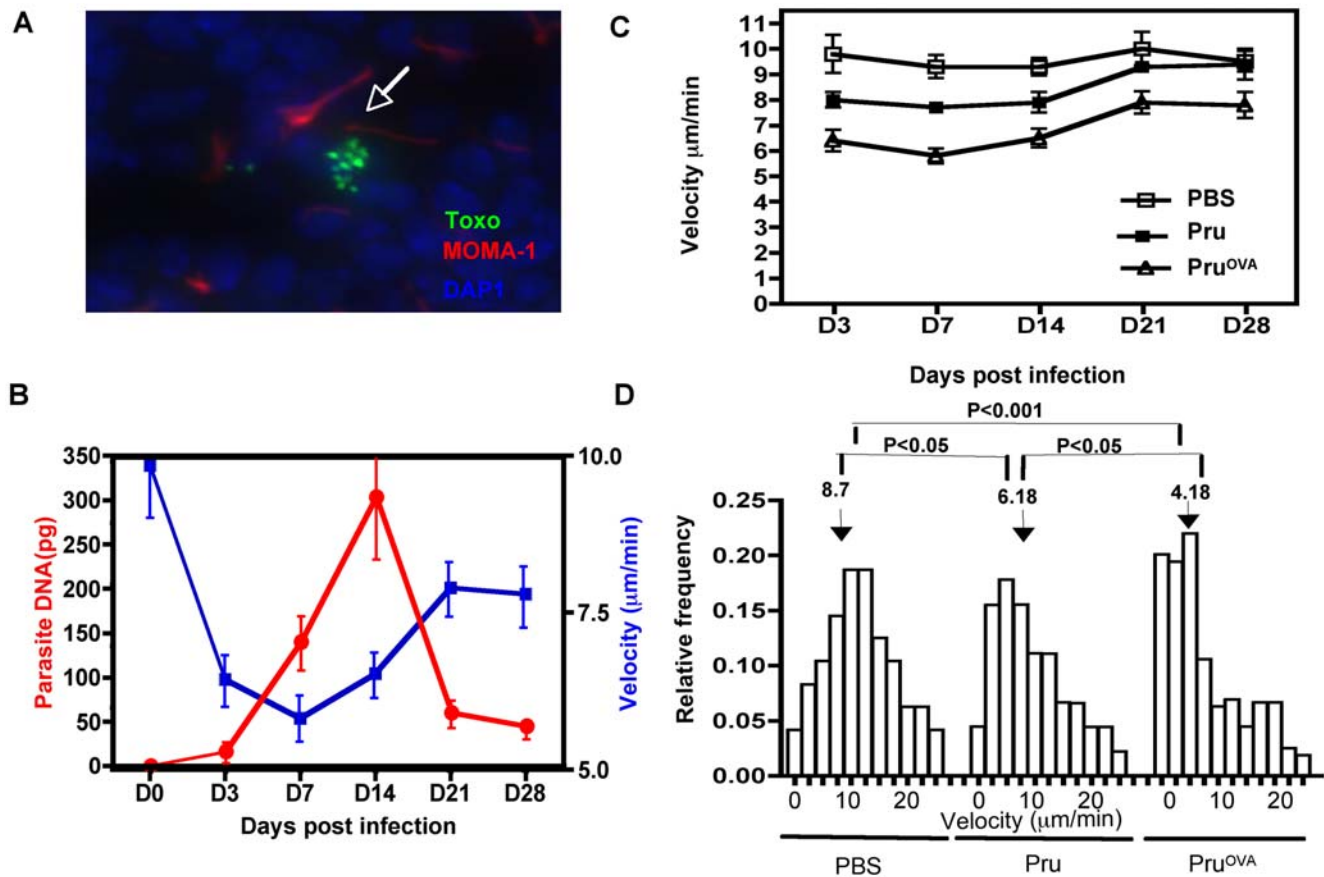 A
Toxo
MOMA-1
DAP1
B
350
300
250
200
150
100
50
0
Parasite DNA(pg)
10.0
7.5
5.0
Velocity (μm/min)
D0 D3 D7 D14 D21 D28
Days post infection
C
11
10
9
8
7
6
5
4
3
2
1
0
Velocity μm/min
PBS
Pru
Pru^OVA
D3 D7 D14 D21 D28
Days post infection
D
P<0.001
P<0.05 P<0.05
8.7 6.18 4.18
0.25
0.20
0.15
0.10
0.05
0.00
Relative frequency
0 10 20 0 10 20 0 10 20
Velocity (μm/min)
PBS Pru Pru^OVA